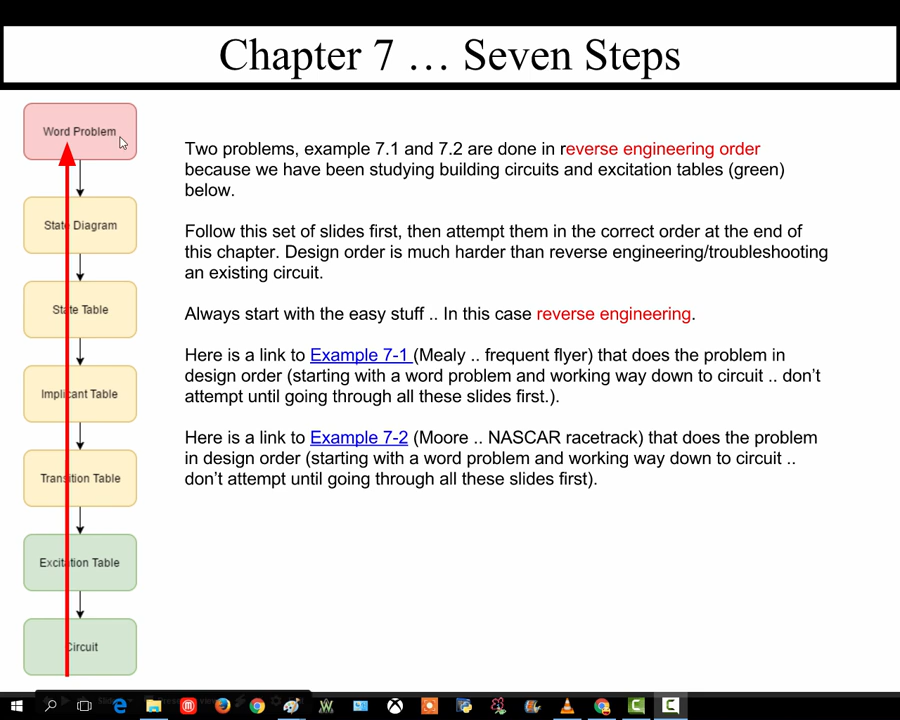 Chapter 7 … Seven Steps
Word Problem
State Diagram
State Table
Implicant Table
Transition Table
Excitation Table
Circuit
Two problems, example 7.1 and 7.2 are done in reverse engineering order
because we have been studying building circuits and excitation tables (green)
below.
Follow this set of slides first, then attempt them in the correct order at the end of
this chapter. Design order is much harder than reverse engineering/troubleshooting
an existing circuit.
Always start with the easy stuff .. In this case reverse engineering.
Here is a link to Example 7-1 (Mealy .. frequent flyer) that does the problem in
design order (starting with a word problem and working way down to circuit .. don’t
attempt until going through all these slides first.).
Here is a link to Example 7-2 (Moore .. NASCAR racetrack) that does the problem
in design order (starting with a word problem and working way down to circuit ..
don’t attempt until going through all these slides first).